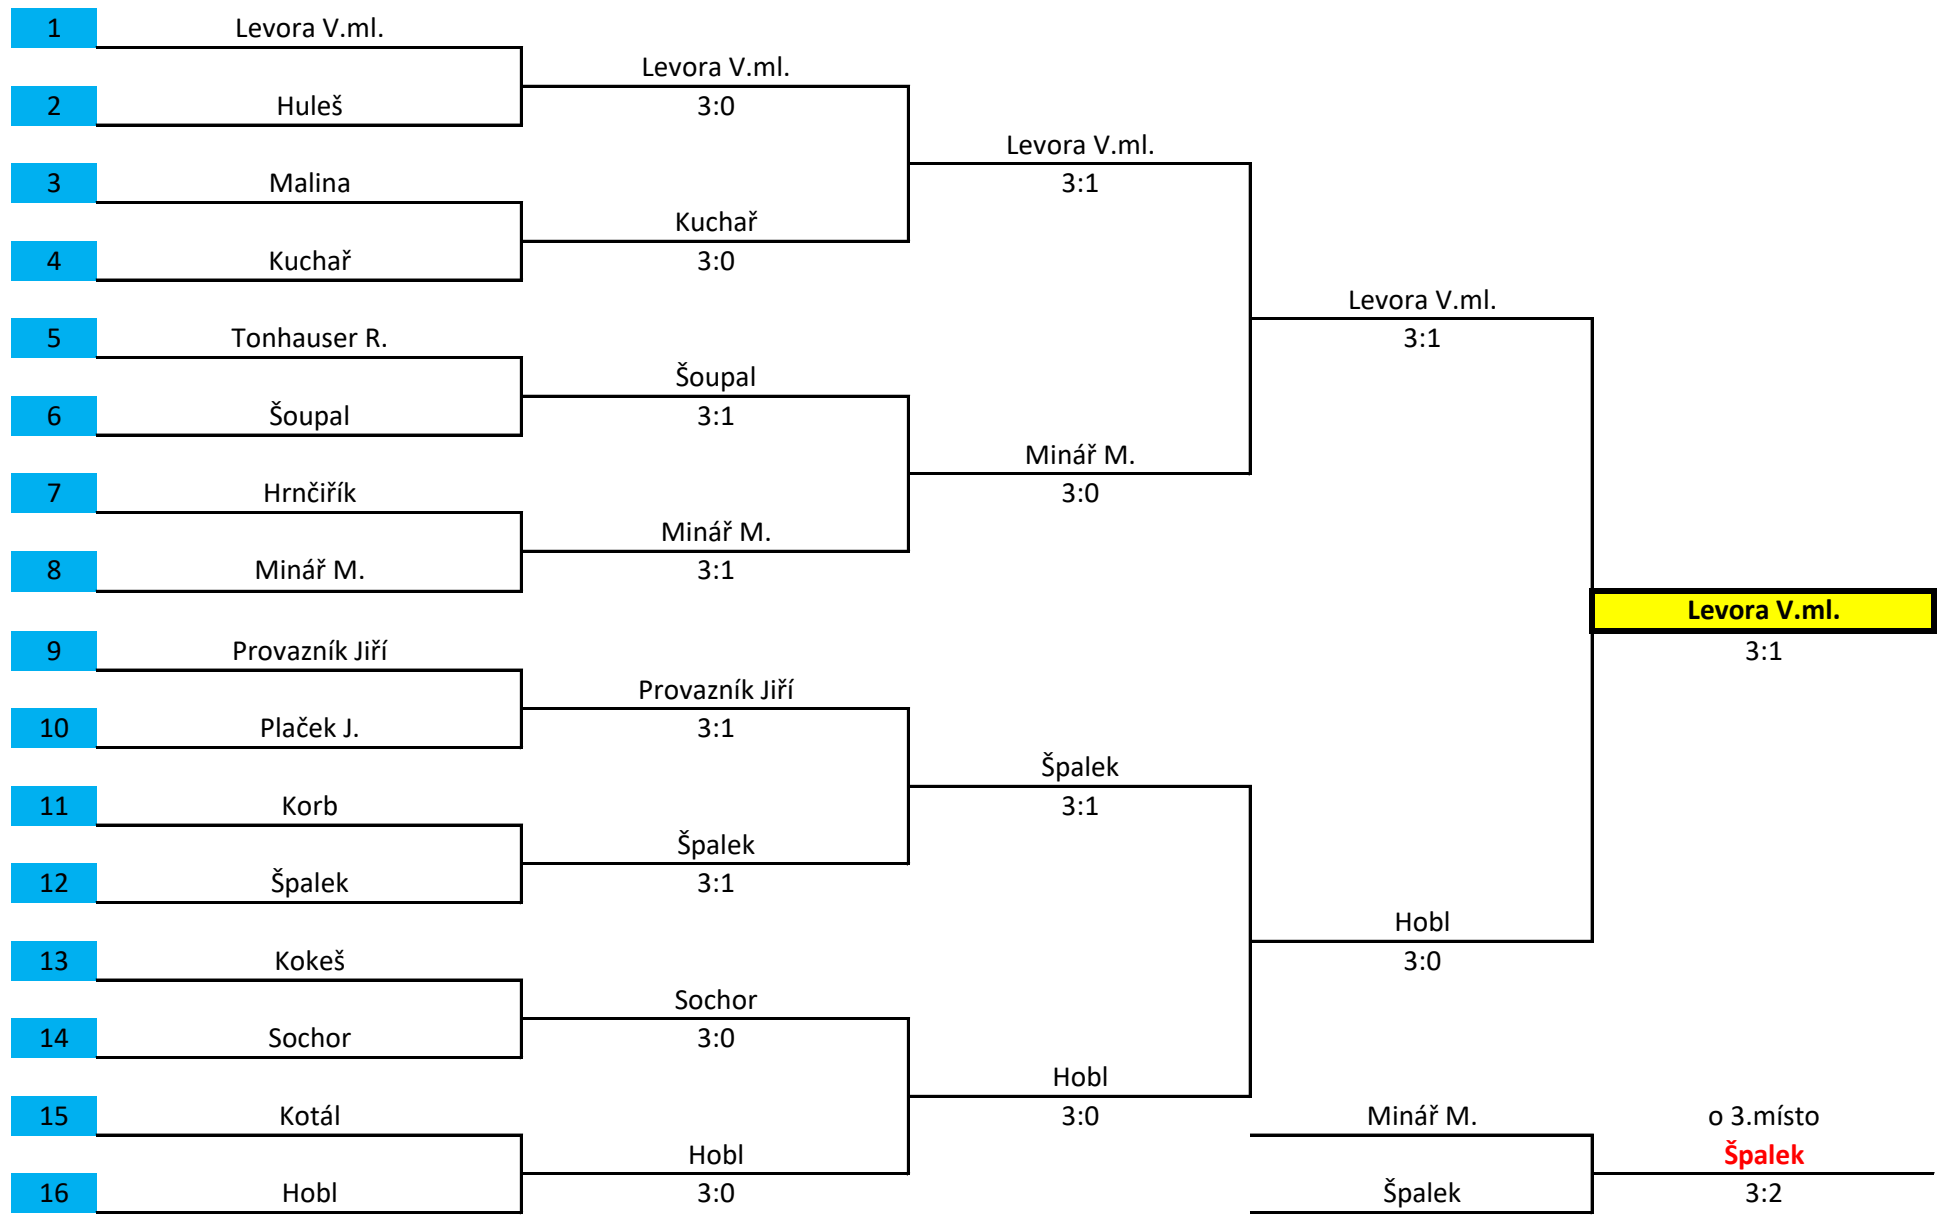 1 Levora V.ml.
Levora V.ml.
2 Huleš 3:0
Levora V.ml.
3 Malina 3:1
Kuchař
4 Kuchař 3:0
Levora V.ml.
5 Tonhauser R. 3:1
Šoupal
6 Šoupal 3:1
Minář M.
7 Hrnčiřík 3:0
Minář M.
8 Minář M. 3:1
Levora V.ml.
9 Provazník Jiří 3:1
Provazník Jiří
10 Plaček J. 3:1
Špalek
11 Korb 3:1
Špalek
12 Špalek 3:1
Hobl
13 Kokeš 3:0
Sochor
14 Sochor 3:0
Hobl
15 Kotál 3:0 Minář M. o 3.místo
Hobl Špalek
16 Hobl 3:0 Špalek 3:2